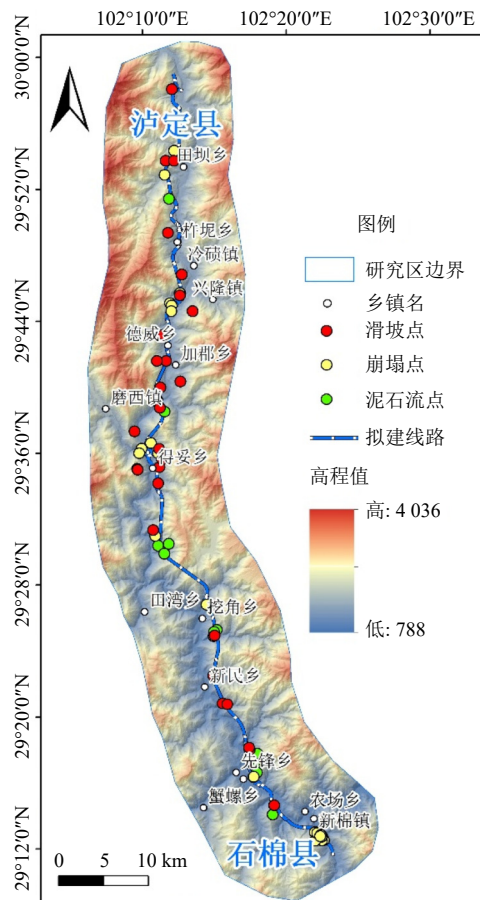 102°10′0″E
102°20′0″E
102°30′0″E
30°00′0″N
29°52′0″N
29°44′0″N
29°36′0″N
29°28′0″N
29°20′0″N
29°12′0″N
泸定县
田坝乡
杵坭乡
冷碛镇
兴隆镇
德威乡
加郡乡
磨西镇
得妥乡
田湾乡
挖角乡
新民乡
先锋乡
蟹螺乡
农场乡
新棉镇
石棉县
图例
研究区边界
乡镇名
滑坡点
崩塌点
泥石流点
拟建线路
高程值
高: 4 036
低: 788
0 5 10 km